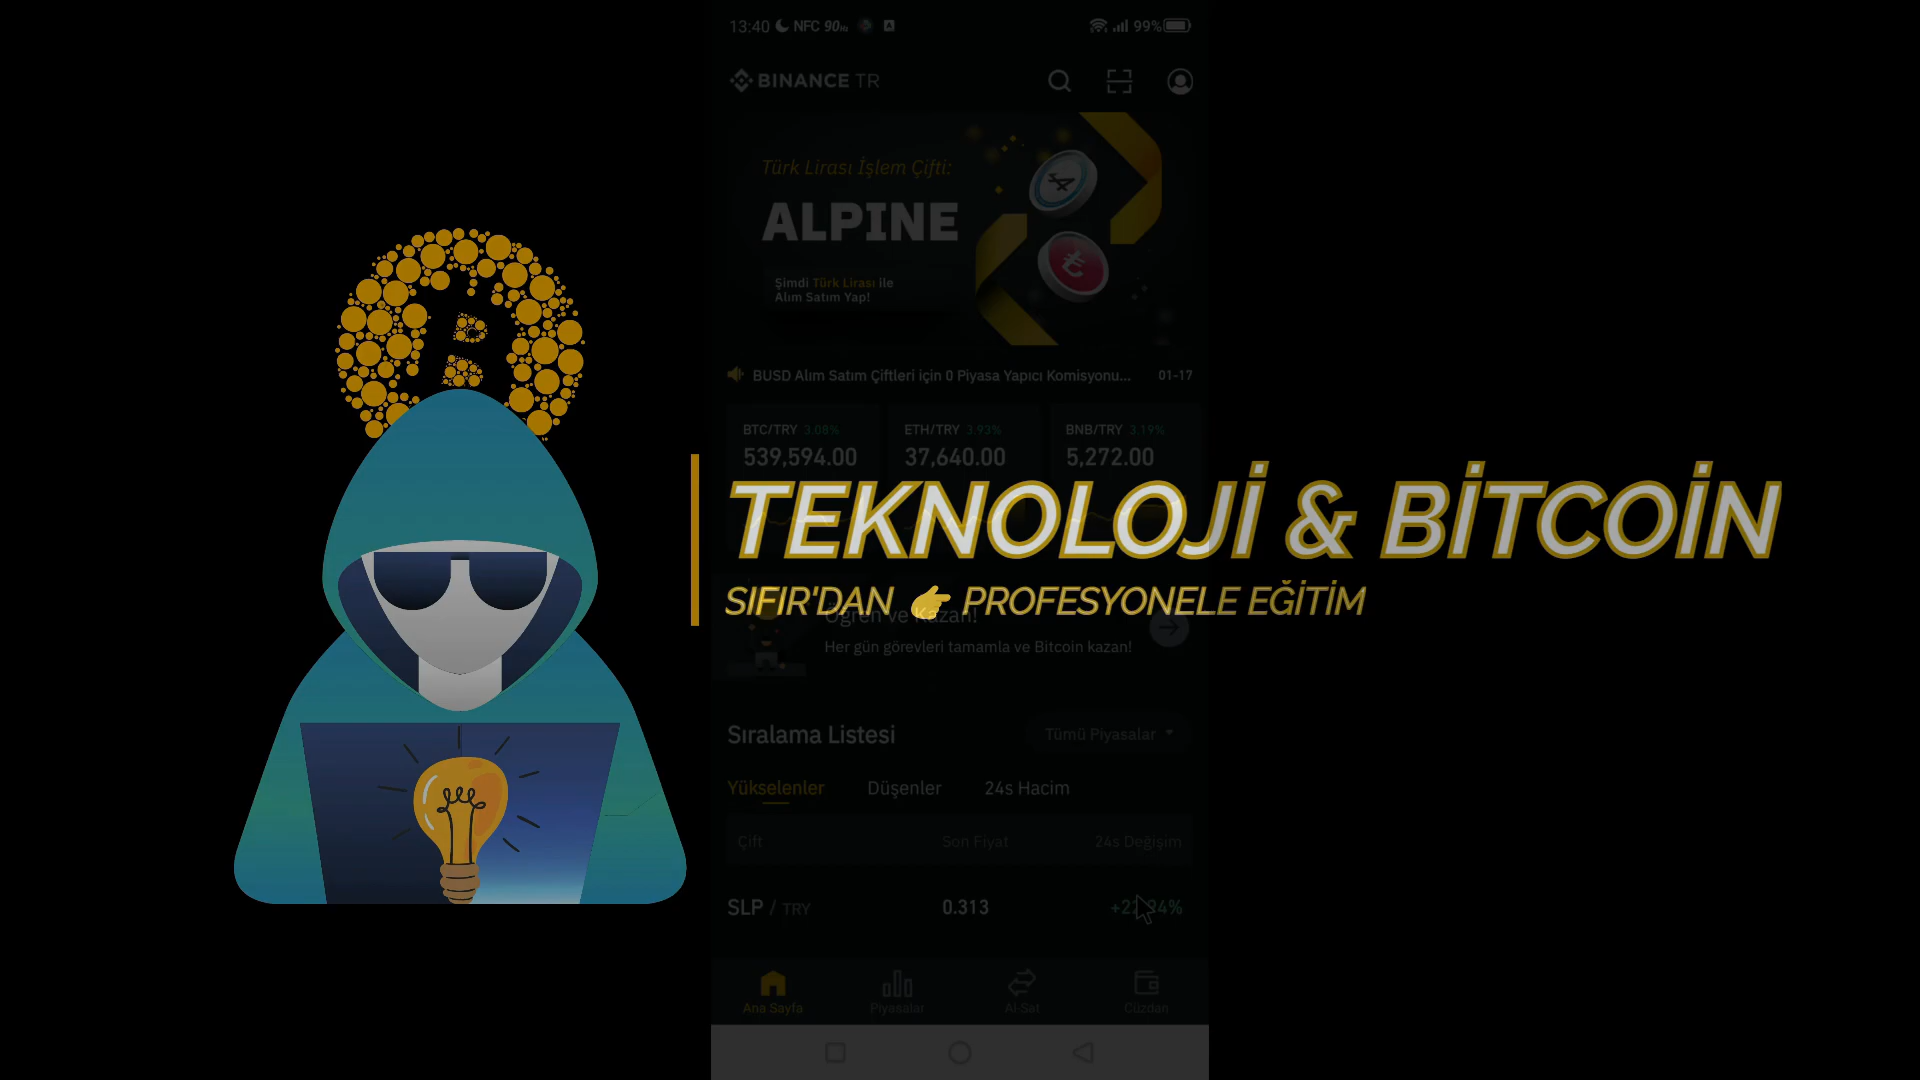 13:40 NFC 90Hz 99%
BINANCE TR
Türk Lirası İşlem Çifti:
ALPINE
Şimdi Türk Lirası ile
Alım Satım Yap!
BUSD Alım Satım Çiftleri için 0 Piyasa Yapıcı Komisyonu... 01-17
BTC/TRY 3.08% ETH/TRY 3.93% BNB/TRY 3.19%
539,594.00 37,640.00 5,272.00
TEKNOLOJİ & BİTCOİN
SIFIR'DAN 👉 PROFESYONELE EĞİTİM
Öğren ve Kazan!
Her gün görevleri tamamla ve Bitcoin kazan!
Sıralama Listesi Tümü Piyasalar
Yükselenler Düşenler 24s Hacim
Çift Son Fiyat 24s Değişim
SLP / TRY 0.313
Ana Sayfa Piyasalar Al-Sat Cüzdan